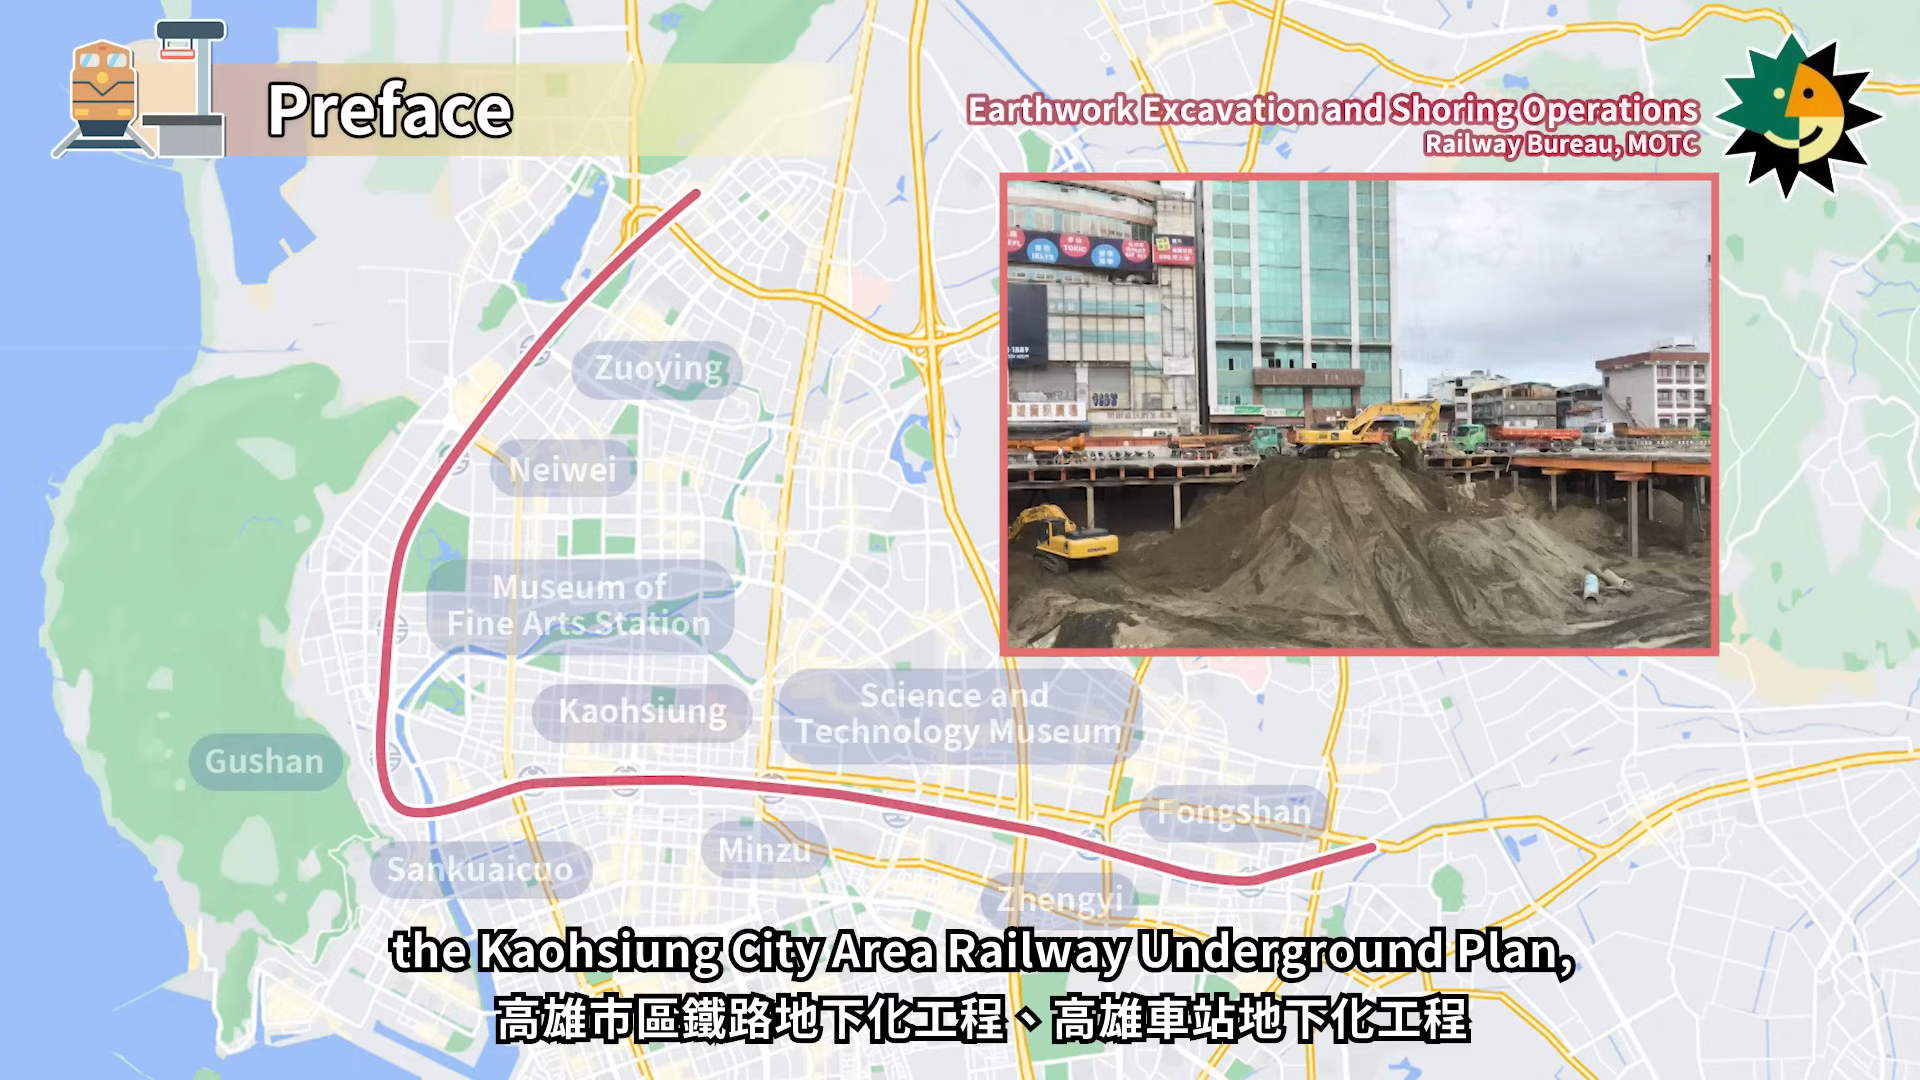 Preface
Earthwork Excavation and Shoring Operations
Railway Bureau, MOTC
TOEIC
IELTS
Zuoying
Neiwei
Museum of
Fine Arts Station
Kaohsiung
Science and
Technology Museum
Gushan
Fongshan
Minzu
Sankuaicuo
Zhengyi
the Kaohsiung City Area Railway Underground Plan,
高雄市區鐵路地下化工程、高雄車站地下化工程